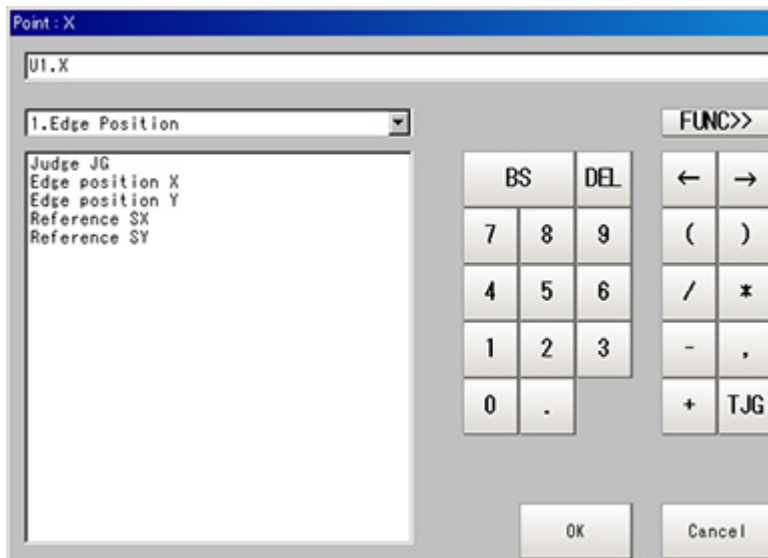 Point : X
U1.X
1.Edge Position
FUNC>>
Judge JG
Edge position X
Edge position Y
Reference SX
Reference SY
BS DEL ← →
7 8 9 ( )
4 5 6 / *
1 2 3 - ,
0 . + TJG
OK Cancel